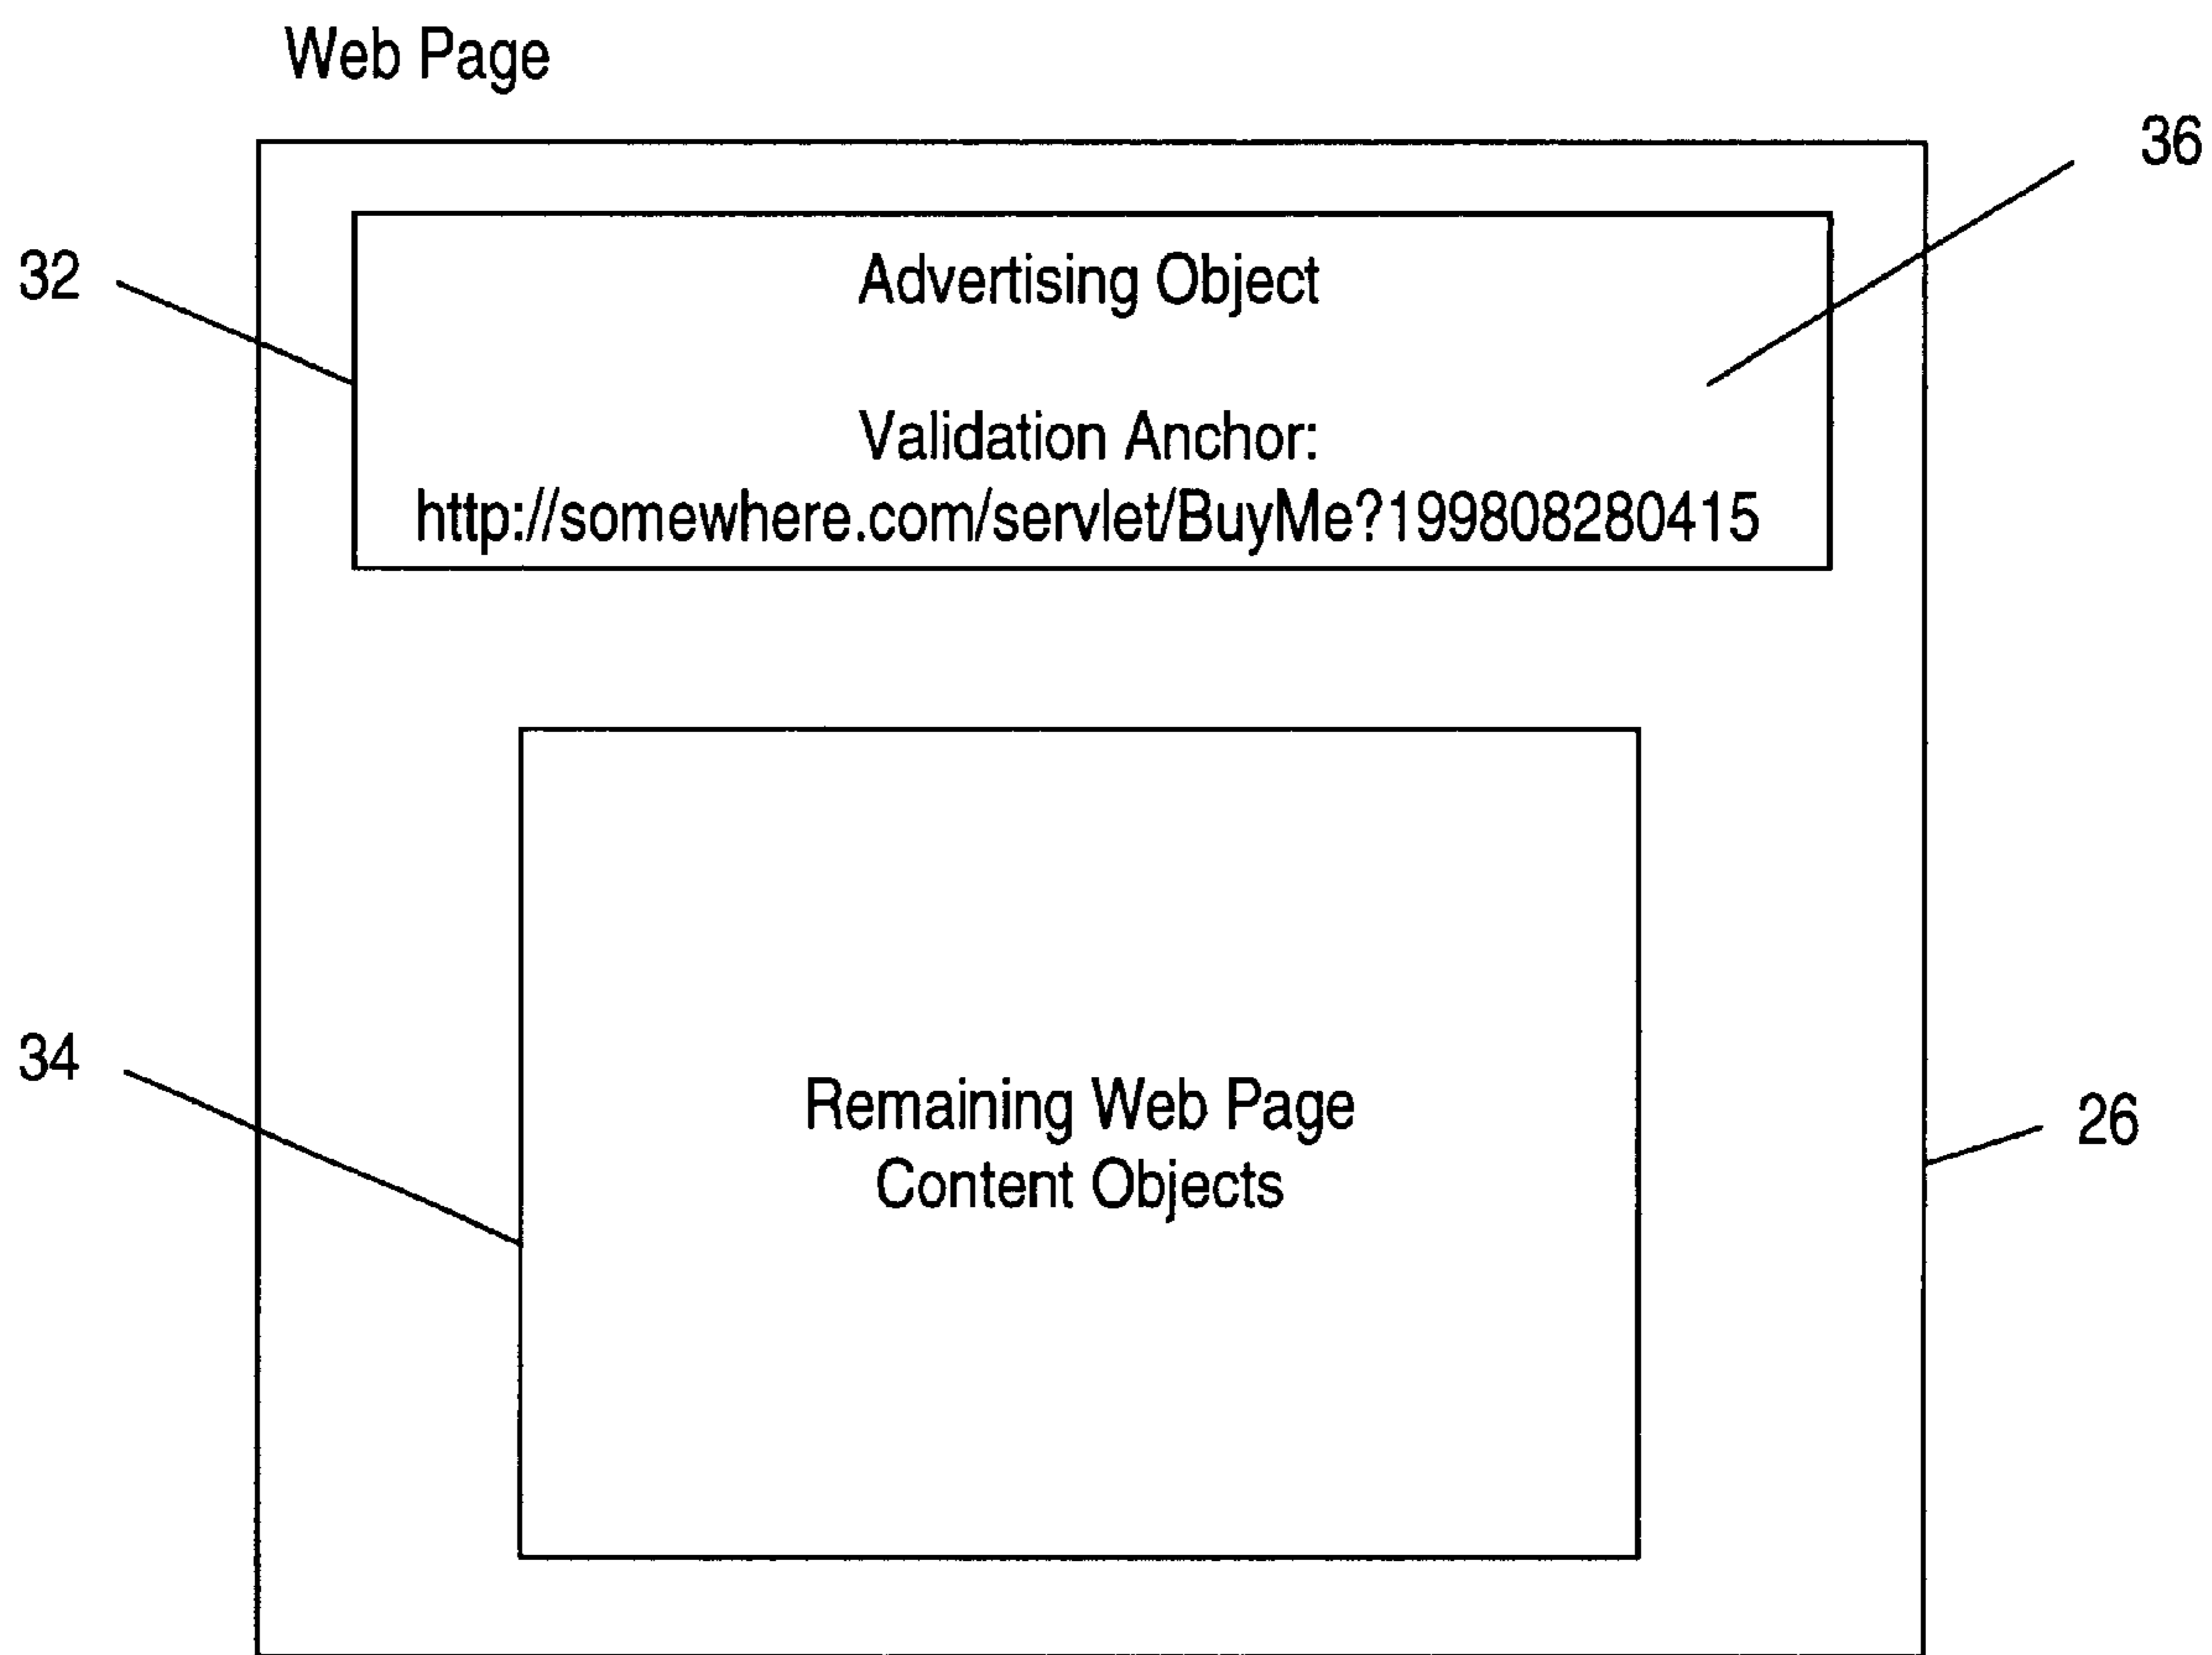 Web Page
36
32
Advertising Object
Validation Anchor:
http://somewhere.com/servlet/BuyMe?199808280415
34
Remaining Web Page
Content Objects
26